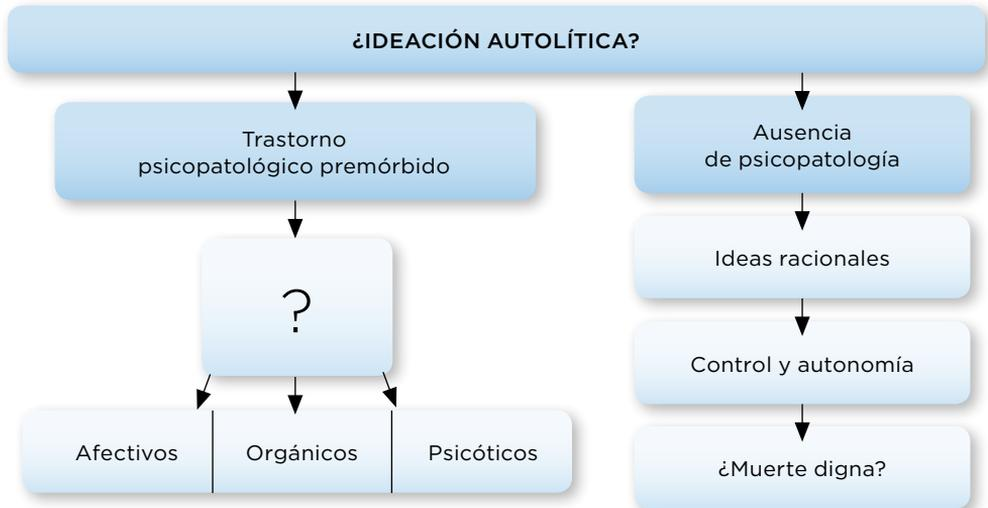 ¿IDEACIÓN AUTOLÍTICA?
Trastorno
psicopatológico premórbido
?
Afectivos
Orgánicos
Psicóticos
Ausencia
de psicopatología
Ideas racionales
Control y autonomía
¿Muerte digna?